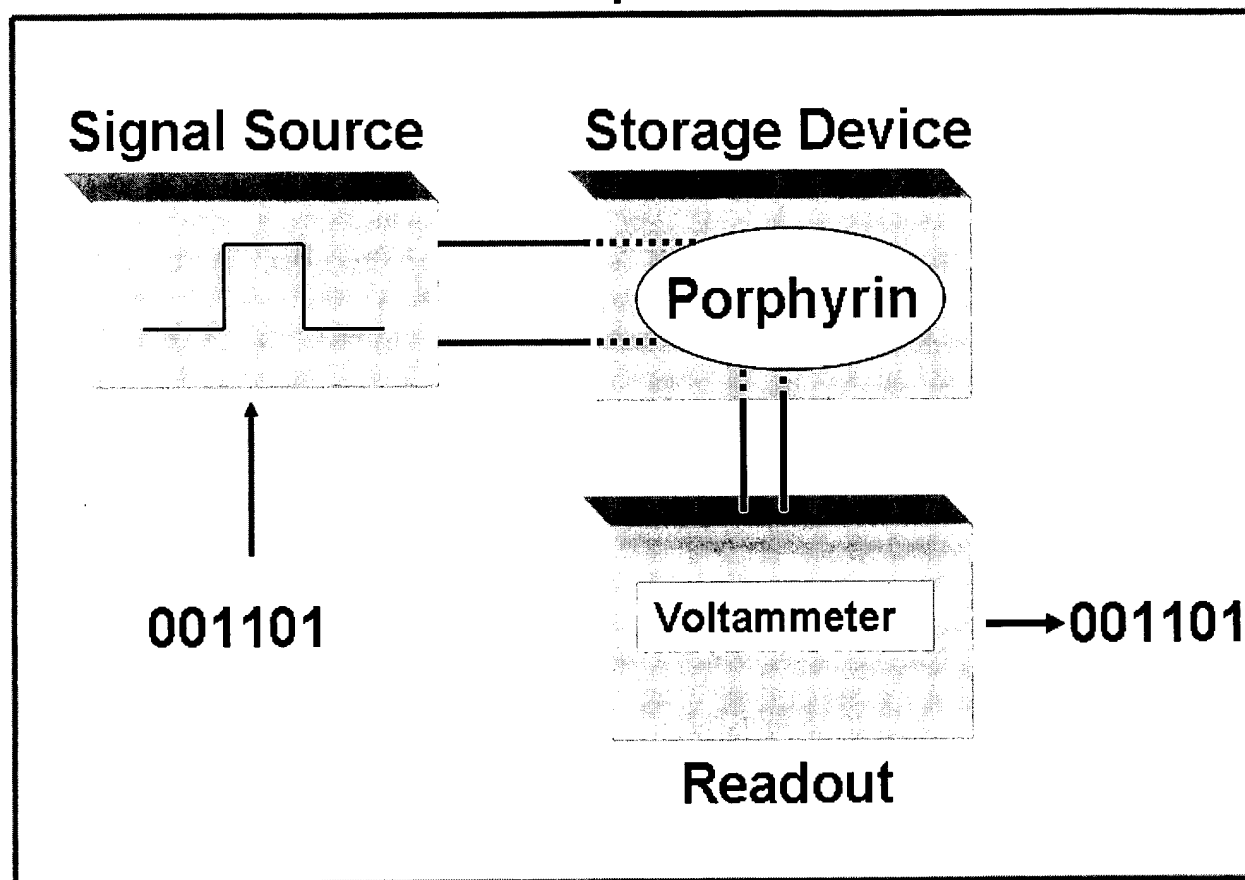 Signal Source
Storage Device
Porphyrin
001101
Voltammeter
001101
Readout